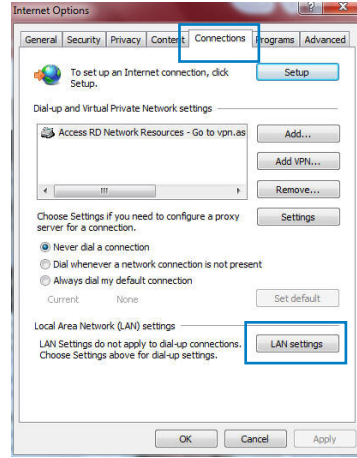 Internet Options
General Security Privacy Content Connections Programs Advanced
To set up an Internet connection, click
Setup.
Setup
Dial-up and Virtual Private Network settings
Access RD Network Resources - Go to vpn.as
Add...
Add VPN...
Remove...
Choose Settings if you need to configure a proxy
server for a connection.
Settings
Never dial a connection
Dial whenever a network connection is not present
Always dial my default connection
Current None
Set default
Local Area Network (LAN) settings
LAN Settings do not apply to dial-up connections.
Choose Settings above for dial-up settings.
LAN settings
OK Cancel Apply